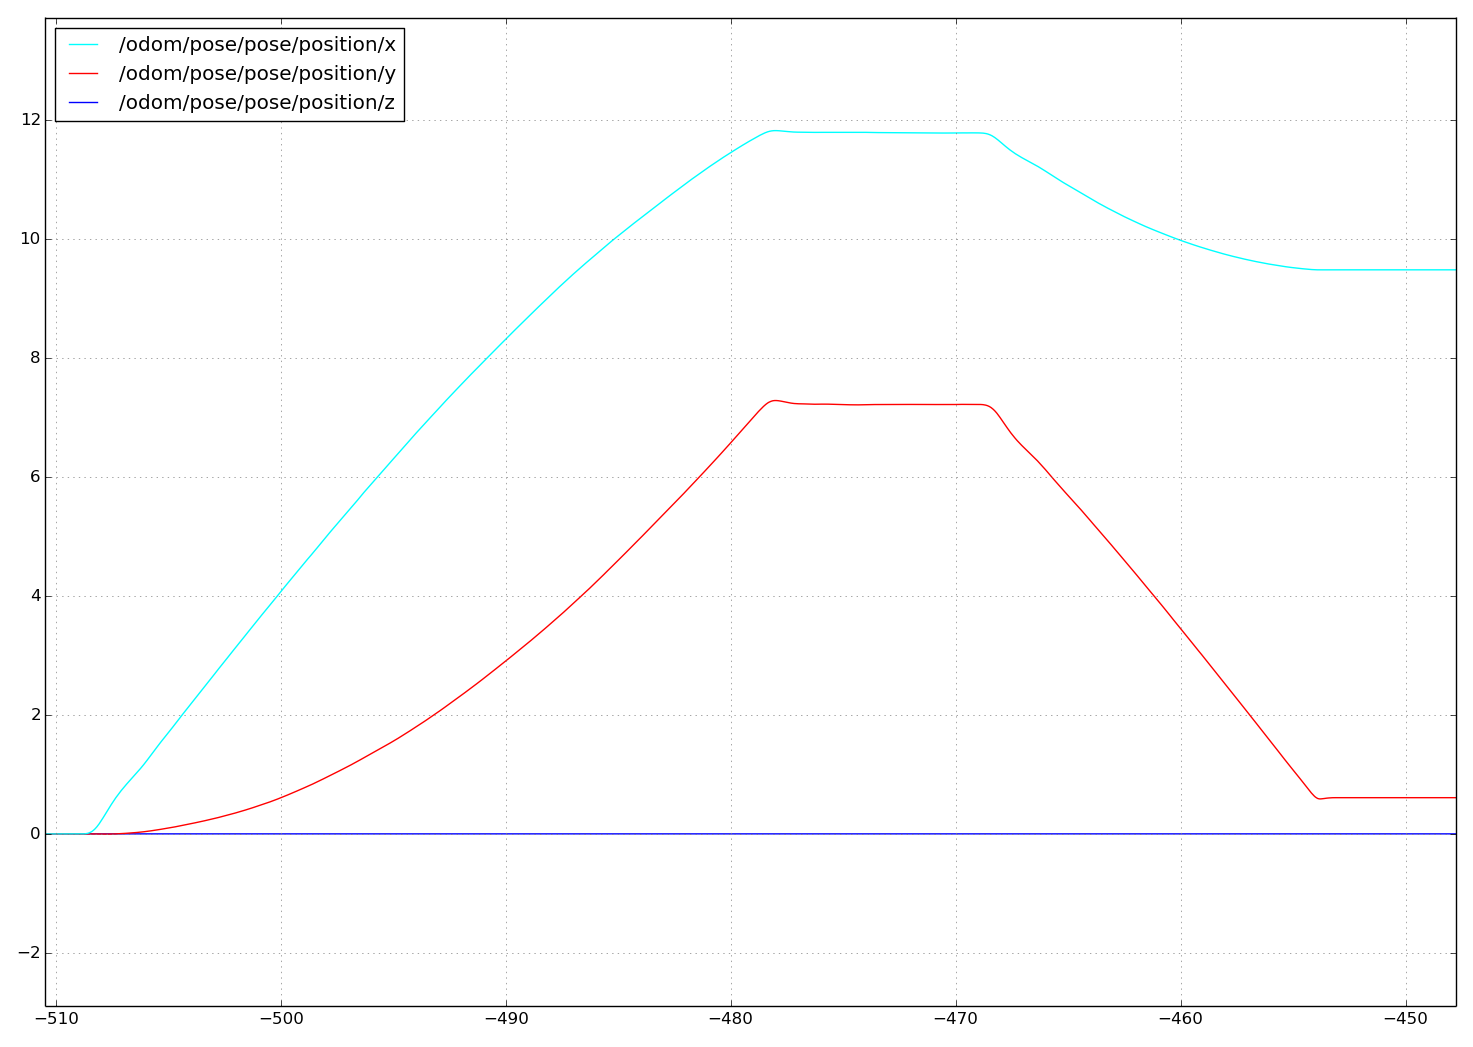 /odom/pose/pose/position/x
/odom/pose/pose/position/y
/odom/pose/pose/position/z
12
10
8
6
4
2
0
−2
−510 −500 −490 −480 −470 −460 −450